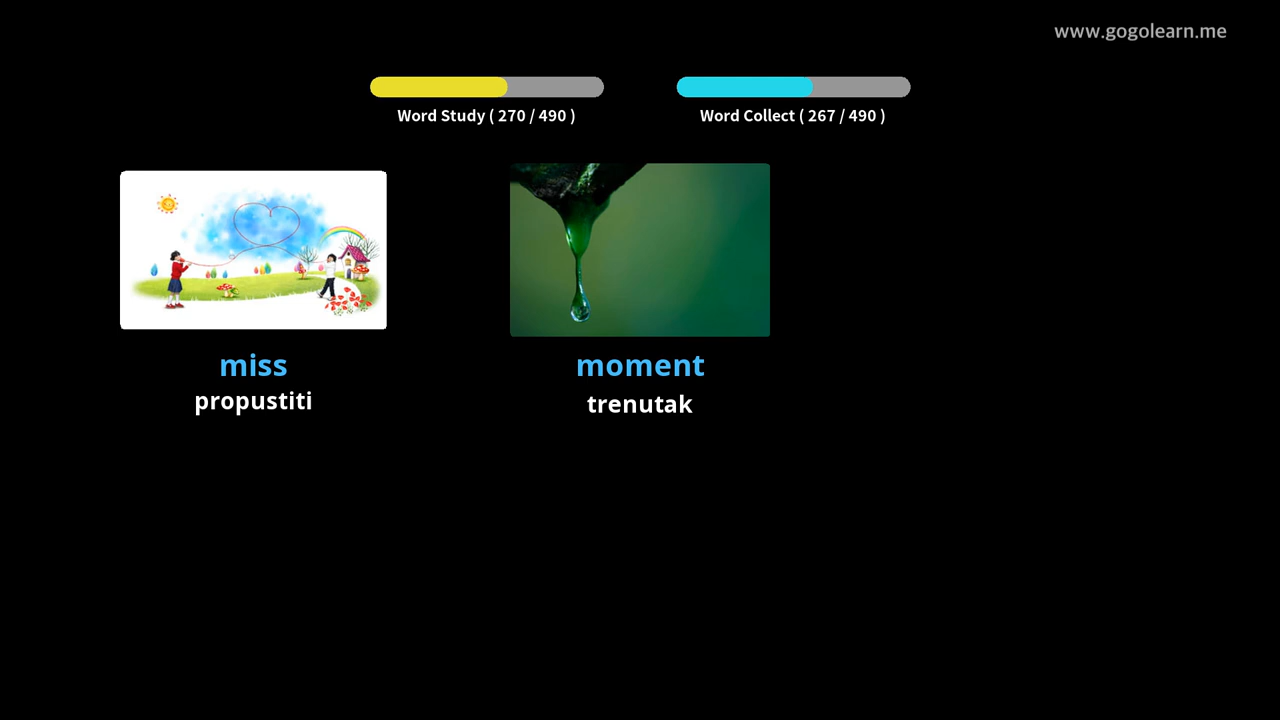 www.gogolearn.me
Word Study ( 270 / 490 )
Word Collect ( 267 / 490 )
miss
propustiti
moment
trenutak